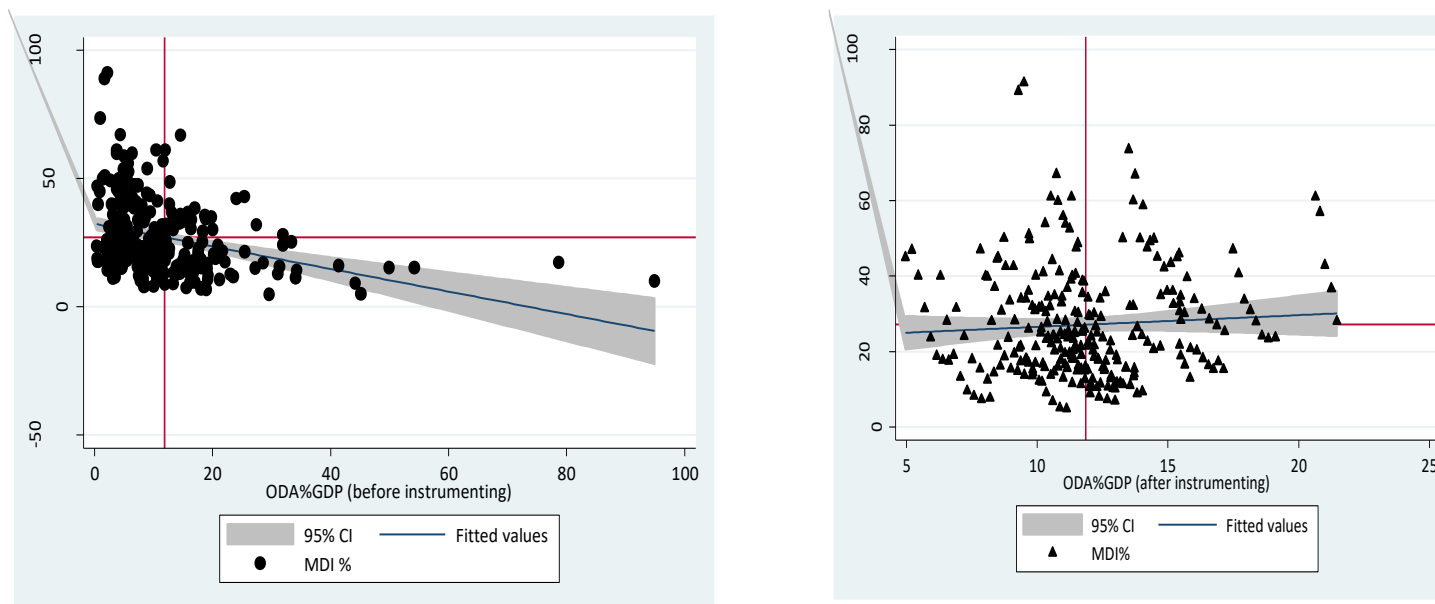 100
50
0
-50
0 20 40 60 80 100
ODA%GDP (before instrumenting)
95% CI Fitted values
MDI %
100
80
60
40
20
0
5 10 15 20 25
ODA%GDP (after instrumenting)
95% CI Fitted values
MDI%